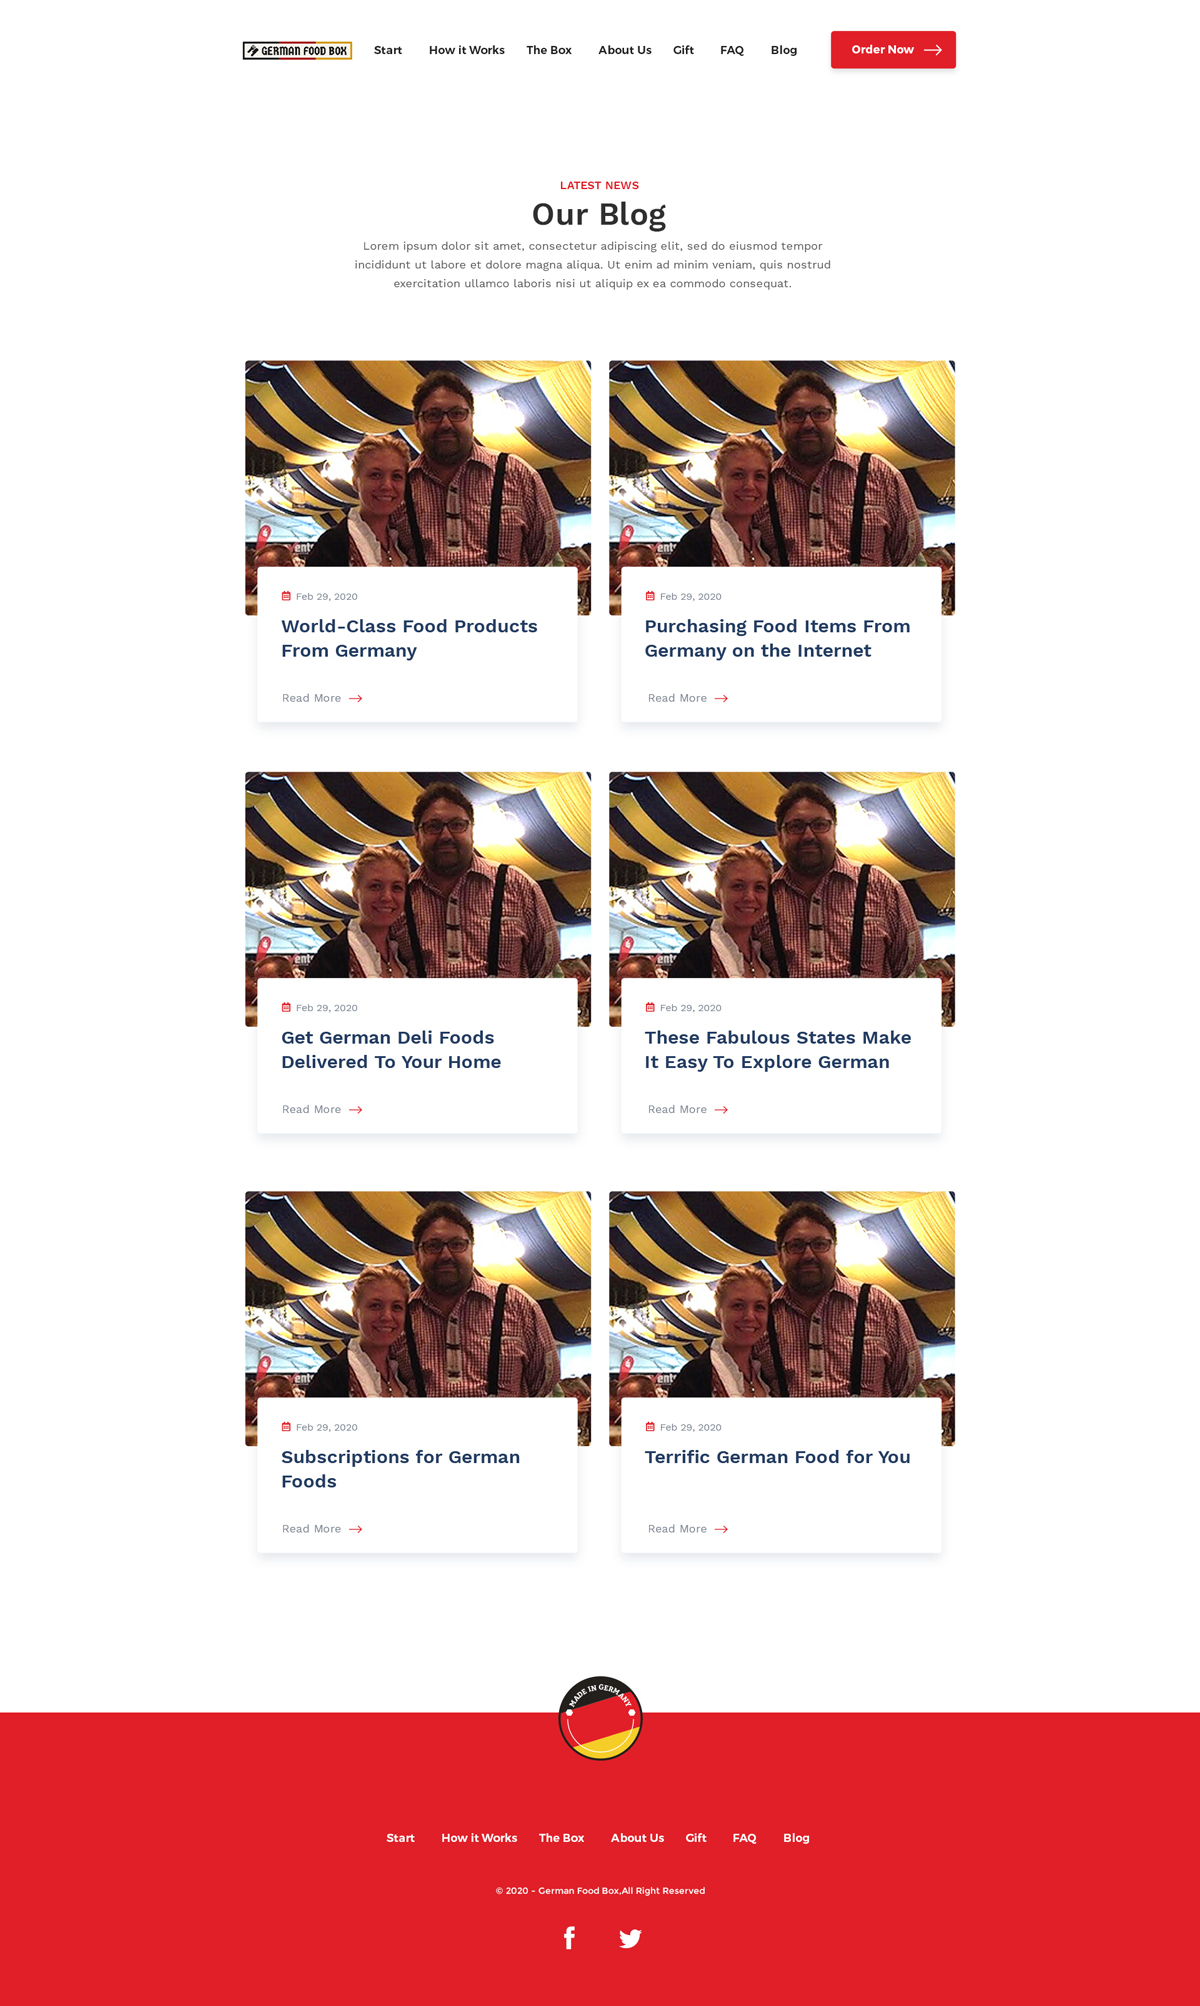 GERMAN FOOD BOX
Start How it Works The Box About Us Gift FAQ Blog Order Now
LATEST NEWS
Our Blog
Lorem ipsum dolor sit amet, consectetur adipiscing elit, sed do eiusmod tempor
incididunt ut labore et dolore magna aliqua. Ut enim ad minim veniam, quis nostrud
exercitation ullamco laboris nisi ut aliquip ex ea commodo consequat.
Feb 29, 2020
World-Class Food Products
From Germany
Read More
Feb 29, 2020
Purchasing Food Items From
Germany on the Internet
Read More
Feb 29, 2020
Get German Deli Foods
Delivered To Your Home
Read More
Feb 29, 2020
These Fabulous States Make
It Easy To Explore German
Read More
Feb 29, 2020
Subscriptions for German
Foods
Read More
Feb 29, 2020
Terrific German Food for You
Read More
MADE IN GERMANY
Start How it Works The Box About Us Gift FAQ Blog
© 2020 - German Food Box,All Right Reserved